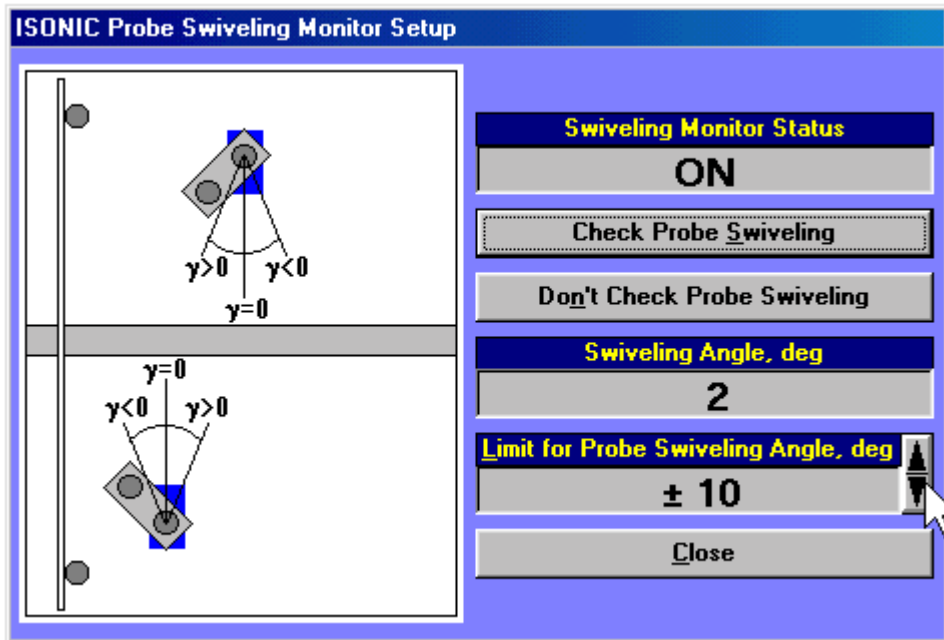 ISONIC Probe Swiveling Monitor Setup
γ>0
γ<0
γ=0
γ=0
γ<0
γ>0
Swiveling Monitor Status
ON
Check Probe Swiveling
Don't Check Probe Swiveling
Swiveling Angle, deg
2
Limit for Probe Swiveling Angle, deg
± 10
Close